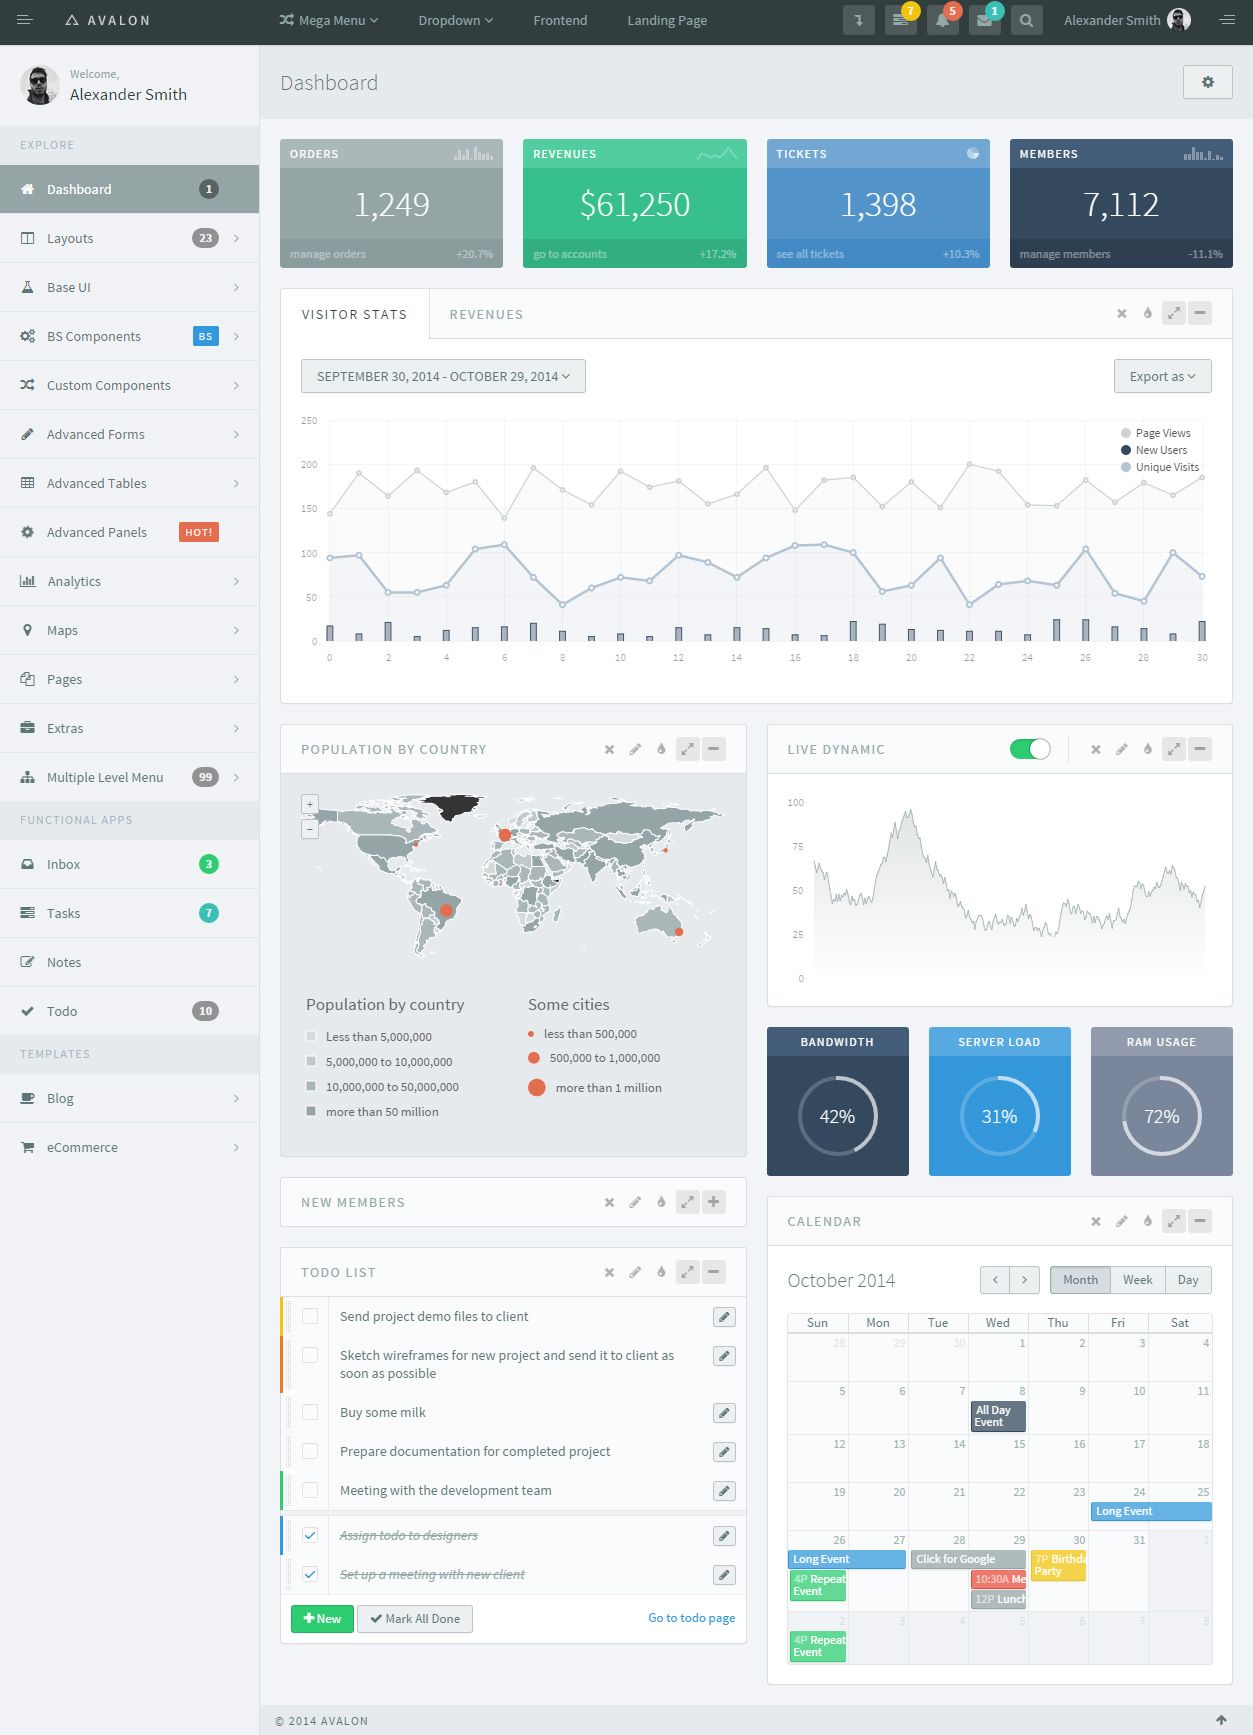 AVALON
Mega Menu
Dropdown
Frontend
Landing Page
7
5
1
Alexander Smith
Welcome,
Alexander Smith
EXPLORE
Dashboard 1
Layouts 23
Base UI
BS Components BS
Custom Components
Advanced Forms
Advanced Tables
Advanced Panels HOT!
Analytics
Maps
Pages
Extras
Multiple Level Menu 99
FUNCTIONAL APPS
Inbox 3
Tasks 7
Notes
Todo 10
TEMPLATES
Blog
eCommerce
Dashboard
ORDERS
1,249
manage orders +20.7%
REVENUES
$61,250
go to accounts +17.2%
TICKETS
1,398
see all tickets +10.3%
MEMBERS
7,112
manage members -11.1%
VISITOR STATS REVENUES
SEPTEMBER 30, 2014 - OCTOBER 29, 2014
Export as
Page Views
New Users
Unique Visits
250
200
150
100
50
0
0 2 4 6 8 10 12 14 16 18 20 22 24 26 28 30
POPULATION BY COUNTRY
+
−
Population by country
Less than 5,000,000
5,000,000 to 10,000,000
10,000,000 to 50,000,000
more than 50 million
Some cities
less than 500,000
500,000 to 1,000,000
more than 1 million
LIVE DYNAMIC
100
75
50
25
0
BANDWIDTH
42%
SERVER LOAD
31%
RAM USAGE
72%
NEW MEMBERS
TODO LIST
Send project demo files to client
Sketch wireframes for new project and send it to client as
soon as possible
Buy some milk
Prepare documentation for completed project
Meeting with the development team
Assign todo to designers
Set up a meeting with new client
New
Mark All Done
Go to todo page
CALENDAR
October 2014
Month Week Day
Sun Mon Tue Wed Thu Fri Sat
28 29 30 1 2 3 4
5 6 7 8 9 10 11
All Day
Event
12 13 14 15 16 17 18
19 20 21 22 23 24 25
Long Event
26 27 28 29 30 31 1
Long Event
Click for Google
7P Birthda
Party
4P Repeat
Event
10:30A Me
12P Lunch
2 3 4 5 6 7 8
4P Repeat
Event
© 2014 AVALON